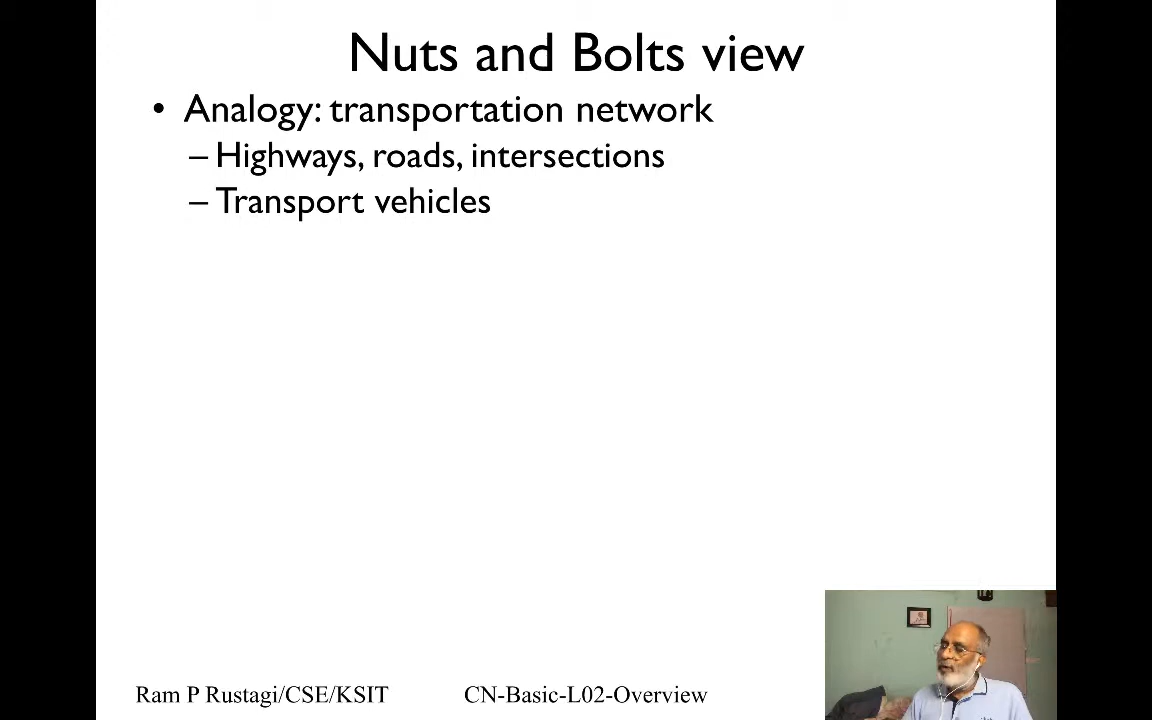 Nuts and Bolts view
• Analogy: transportation network
– Highways, roads, intersections
– Transport vehicles
Ram P Rustagi/CSE/KSIT
CN-Basic-L02-Overview